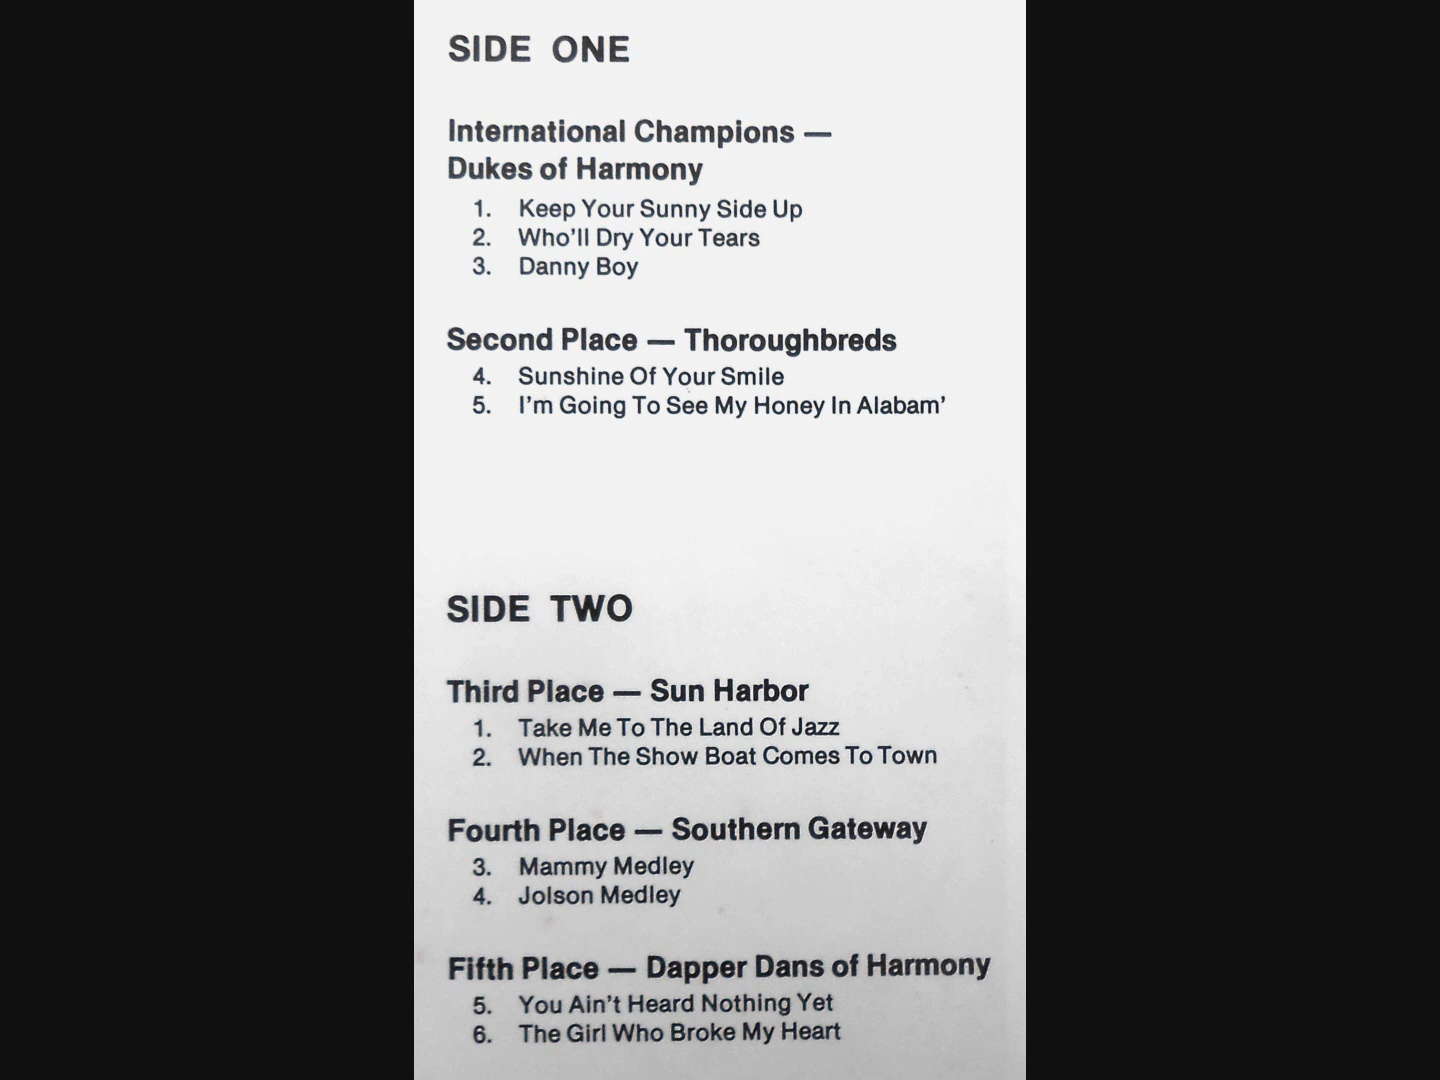 SIDE ONE
International Champions —
Dukes of Harmony
1. Keep Your Sunny Side Up
2. Who'll Dry Your Tears
3. Danny Boy
Second Place — Thoroughbreds
4. Sunshine Of Your Smile
5. I'm Going To See My Honey In Alabam'
SIDE TWO
Third Place — Sun Harbor
1. Take Me To The Land Of Jazz
2. When The Show Boat Comes To Town
Fourth Place — Southern Gateway
3. Mammy Medley
4. Jolson Medley
Fifth Place — Dapper Dans of Harmony
5. You Ain't Heard Nothing Yet
6. The Girl Who Broke My Heart